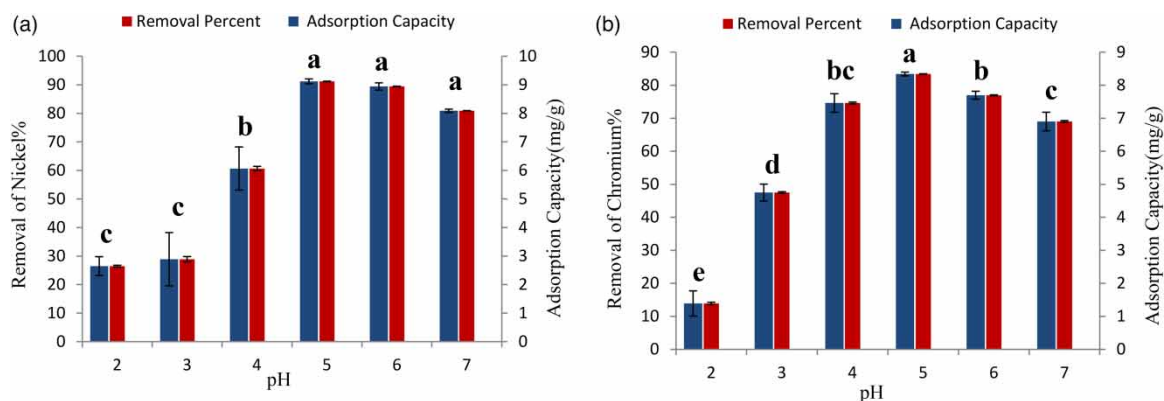 (a)
Removal Percent Adsorption Capacity
Removal of Nickel%
100
90
80
70
60
50
40
30
20
10
0
c
c
b
a
a
a
10
9
8
7
6
5
4
3
2
1
0
Adsorption Capacity(mg/g)
2 3 4 5 6 7
pH
(b)
Removal Percent Adsorption Capacity
Removal of Chromium%
90
80
70
60
50
40
30
20
10
0
e
d
bc
a
b
c
9
8
7
6
5
4
3
2
1
0
Adsorption Capacity(mg/g)
2 3 4 5 6 7
pH